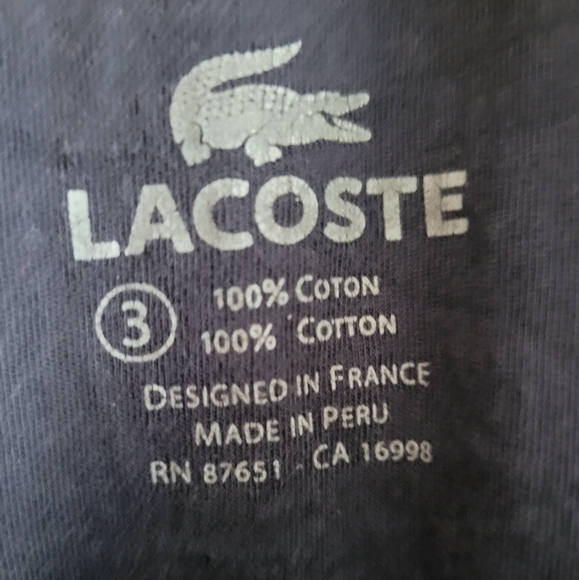 LACOSTE
3
100% COTON
100% COTTON
DESIGNED IN FRANCE
MADE IN PERU
RN 87651 - CA 16998